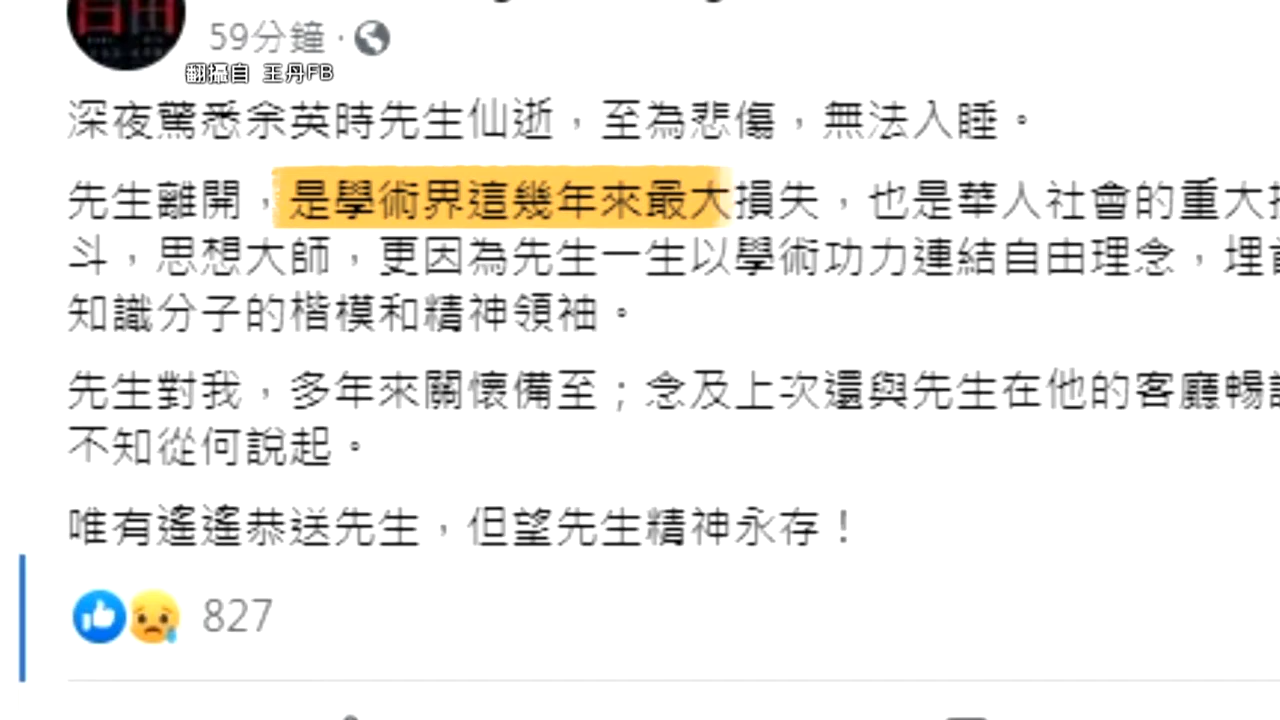 59分鐘
翻攝自 王丹FB
深夜驚悉余英時先生仙逝，至為悲傷，無法入睡。
先生離開，是學術界這幾年來最大損失，也是華人社會的重大
斗，思想大師，更因為先生一生以學術功力連結自由理念，埋
知識分子的楷模和精神領袖。
先生對我，多年來關懷備至；念及上次還與先生在他的客廳暢
不知從何說起。
唯有遙遙恭送先生，但望先生精神永存！
827